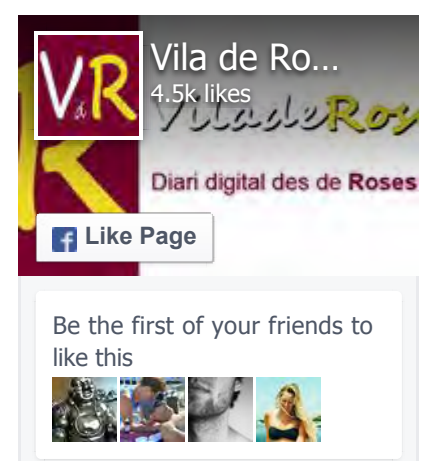 VdR
Vila de Ro...
4.5k likes
ViladeRos
Diari digital des de Roses
Like Page
Be the first of your friends to
like this